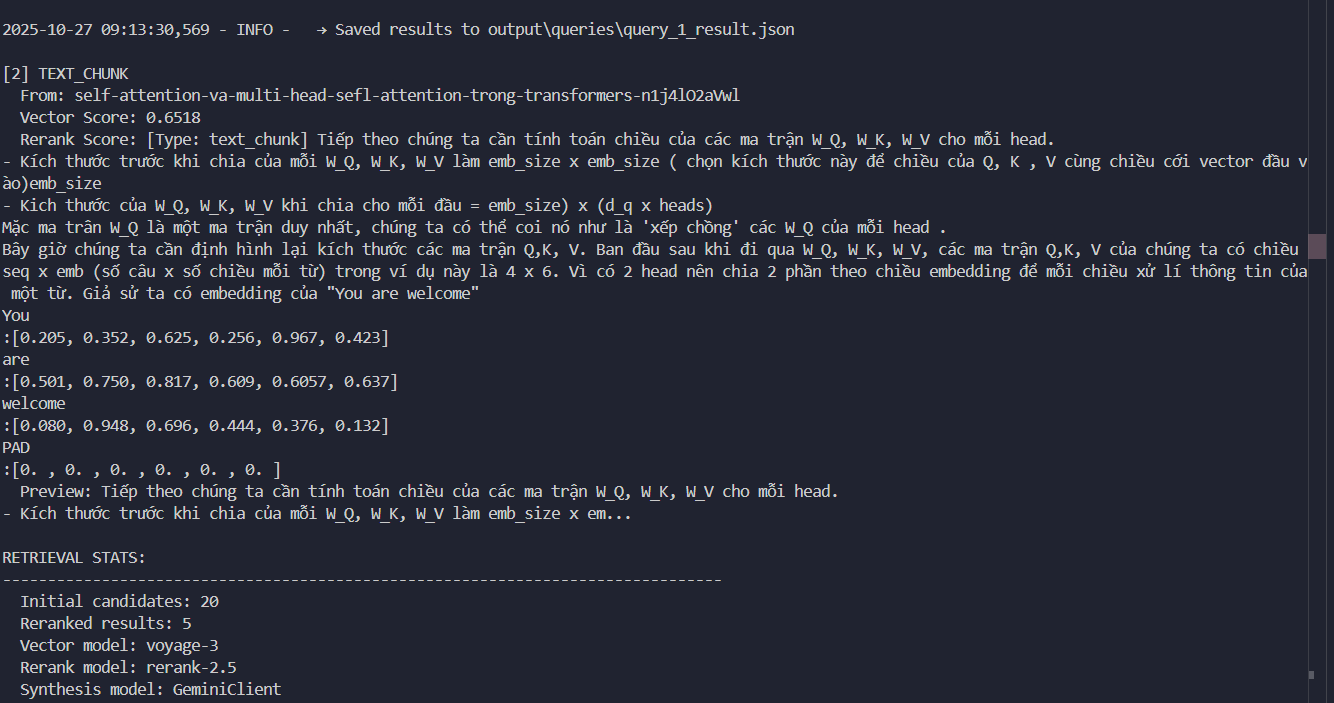 2025-10-27 09:13:30,569 - INFO -   → Saved results to output\queries\query_1_result.json
[2] TEXT_CHUNK
From: self-attention-va-multi-head-sefl-attention-trong-transformers-n1j4lO2aVwl
Vector Score: 0.6518
Rerank Score: [Type: text_chunk] Tiếp theo chúng ta cần tính toán chiều của các ma trận W_Q, W_K, W_V cho mỗi head.
- Kích thước trước khi chia của mỗi W_Q, W_K, W_V làm emb_size x emb_size ( chọn kích thước này để chiều của Q, K , V cùng chiều cới vector đầu v
ào)emb_size
- Kich thước của W_Q, W_K, W_V khi chia cho mỗi đầu = emb_size) x (d_q x heads)
Mặc ma trân W_Q là một ma trận duy nhất, chúng ta có thể coi nó như là 'xếp chồng' các W_Q của mỗi head .
Bây giờ chúng ta cần định hình lại kích thước các ma trận Q,K, V. Ban đầu sau khi đi qua W_Q, W_K, W_V, các ma trận Q,K, V của chúng ta có chiều
seq x emb (số câu x số chiều mỗi từ) trong ví dụ này là 4 x 6. Vì có 2 head nên chia 2 phần theo chiều embedding để mỗi chiều xử lí thông tin của
một từ. Giả sử ta có embedding của "You are welcome"
You
:[0.205, 0.352, 0.625, 0.256, 0.967, 0.423]
are
:[0.501, 0.750, 0.817, 0.609, 0.6057, 0.637]
welcome
:[0.080, 0.948, 0.696, 0.444, 0.376, 0.132]
PAD
:[0. , 0. , 0. , 0. , 0. , 0. ]
Preview: Tiếp theo chúng ta cần tính toán chiều của các ma trận W_Q, W_K, W_V cho mỗi head.
- Kích thước trước khi chia của mỗi W_Q, W_K, W_V làm emb_size x em...
RETRIEVAL STATS:
--------------------------------------------------------------------------------
Initial candidates: 20
Reranked results: 5
Vector model: voyage-3
Rerank model: rerank-2.5
Synthesis model: GeminiClient